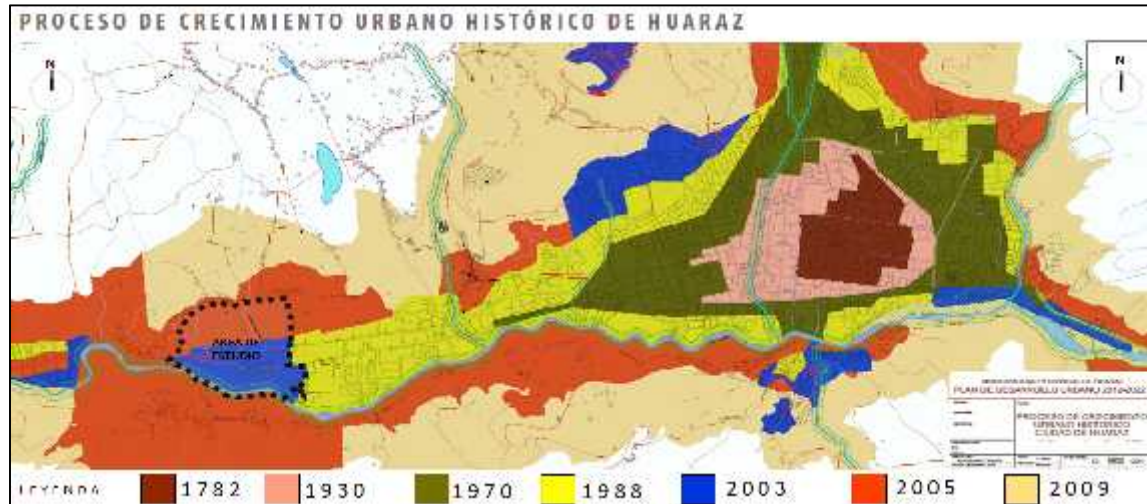 PROCESO DE CRECIMIENTO URBANO HISTÓRICO DE HUARAZ
N
N
AREA DE
ESTUDIO
PLAN DE DESARROLLO URBANO
PROCESO DE CRECIMIENTO
URBANO HISTÓRICO
CIUDAD DE HUARAZ
LEYENDA 1782 1930 1970 1988 2003 2005 2009